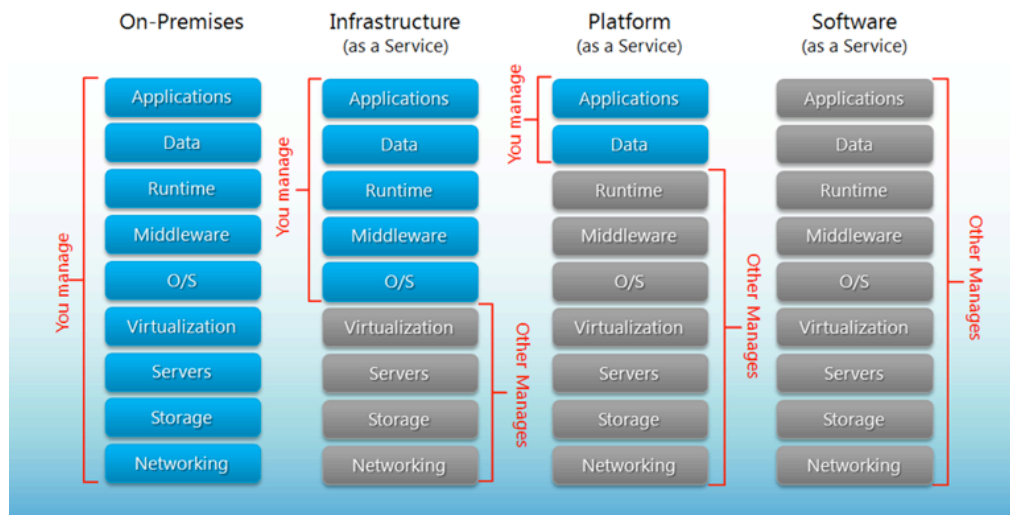 On-Premises
You manage
Applications
Data
Runtime
Middleware
O/S
Virtualization
Servers
Storage
Networking
Infrastructure
(as a Service)
You manage
Applications
Data
Runtime
Middleware
O/S
Virtualization
Servers
Storage
Networking
Other Manages
Platform
(as a Service)
You manage
Applications
Data
Runtime
Middleware
O/S
Virtualization
Servers
Storage
Networking
Other Manages
Software
(as a Service)
Applications
Data
Runtime
Middleware
O/S
Virtualization
Servers
Storage
Networking
Other Manages